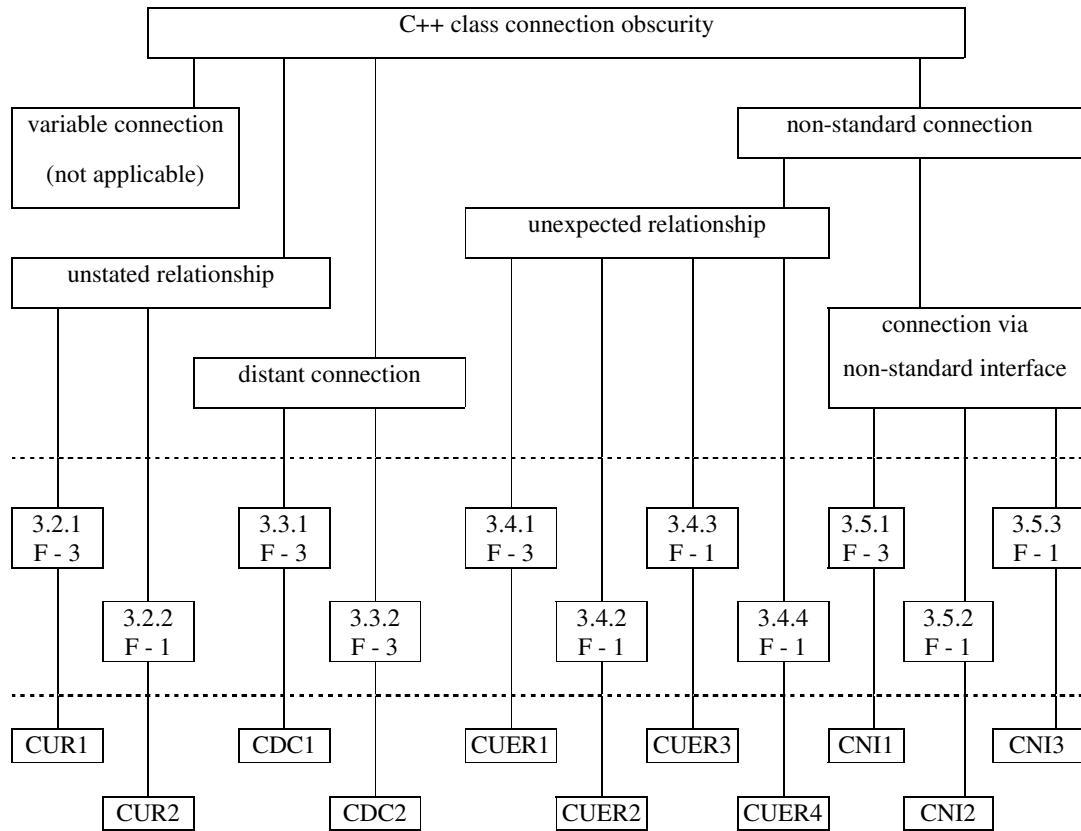 C++ class connection obscurity
variable connection
(not applicable)
non-standard connection
unexpected relationship
unstated relationship
connection via
non-standard interface
distant connection
3.2.1
F - 3
3.3.1
F - 3
3.4.1
F - 3
3.4.3
F - 1
3.5.1
F - 3
3.5.3
F - 1
3.2.2
F - 1
3.3.2
F - 3
3.4.2
F - 1
3.4.4
F - 1
3.5.2
F - 1
CUR1
CDC1
CUER1
CUER3
CNI1
CNI3
CUR2
CDC2
CUER2
CUER4
CNI2